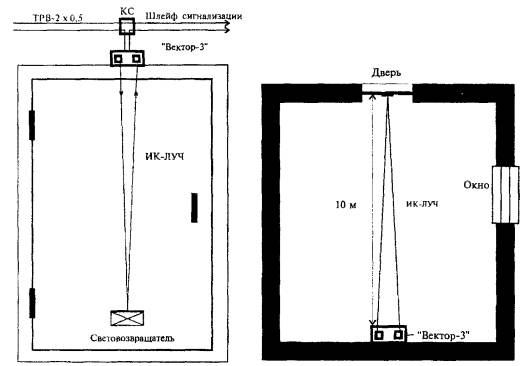 ТРВ-2 х 0,5
КС
Шлейф сигнализации
"Вектор-3"
ИК-ЛУЧ
Световозвращатель
Дверь
Окно
10 м
ИК-ЛУЧ
"Вектор-3"